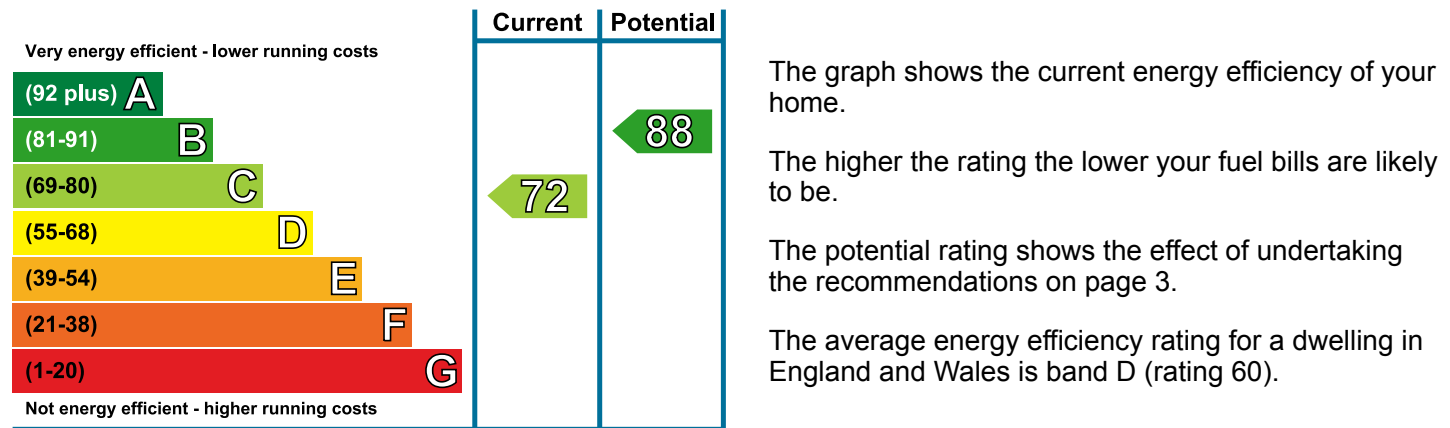 Current Potential
Very energy efficient - lower running costs
(92 plus) A
(81-91) B
(69-80) C
(55-68) D
(39-54) E
(21-38) F
(1-20) G
Not energy efficient - higher running costs
88
72
The graph shows the current energy efficiency of your
home.
The higher the rating the lower your fuel bills are likely
to be.
The potential rating shows the effect of undertaking
the recommendations on page 3.
The average energy efficiency rating for a dwelling in
England and Wales is band D (rating 60).